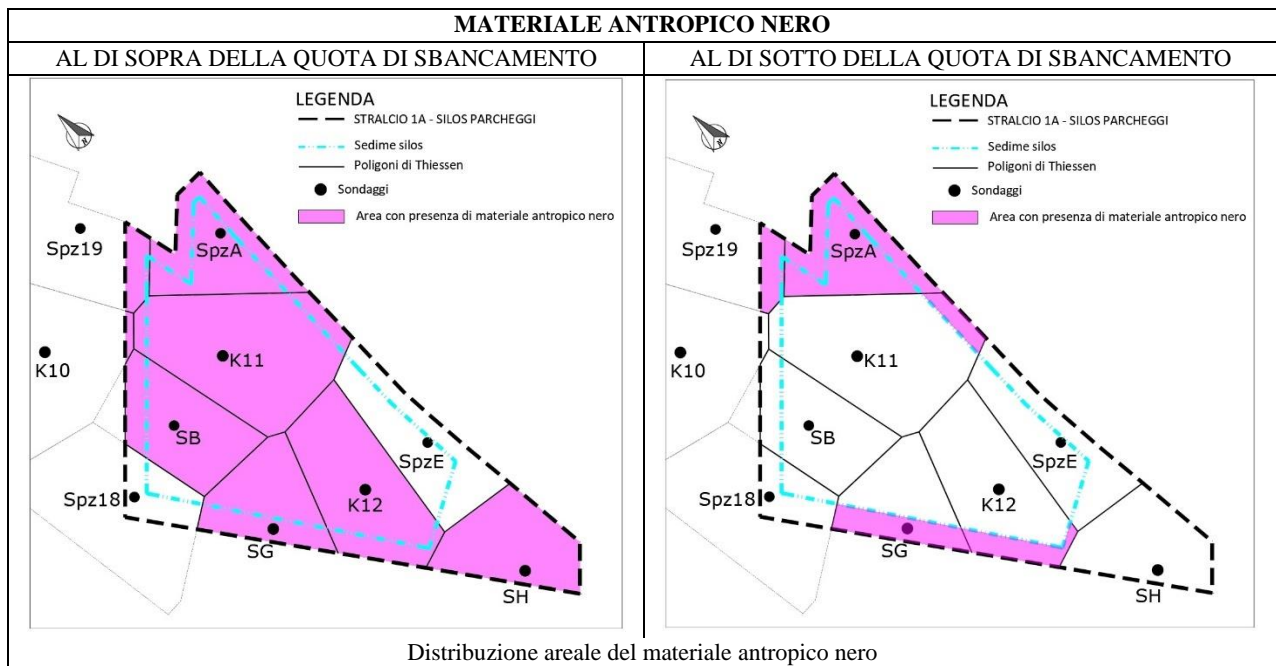 MATERIALE ANTROPICO NERO
AL DI SOPRA DELLA QUOTA DI SBANCAMENTO
LEGENDA
STRALCIO 1A - SILOS PARCHEGGI
Sedime silos
Poligoni di Thiessen
Sondaggi
Area con presenza di materiale antropico nero
N
Spz19
SpzA
K10
K11
SB
SpzE
Spz18
K12
SG
SH
AL DI SOTTO DELLA QUOTA DI SBANCAMENTO
LEGENDA
STRALCIO 1A - SILOS PARCHEGGI
Sedime silos
Poligoni di Thiessen
Sondaggi
Area con presenza di materiale antropico nero
N
Spz19
SpzA
K10
K11
SB
SpzE
Spz18
K12
SG
SH
Distribuzione areale del materiale antropico nero